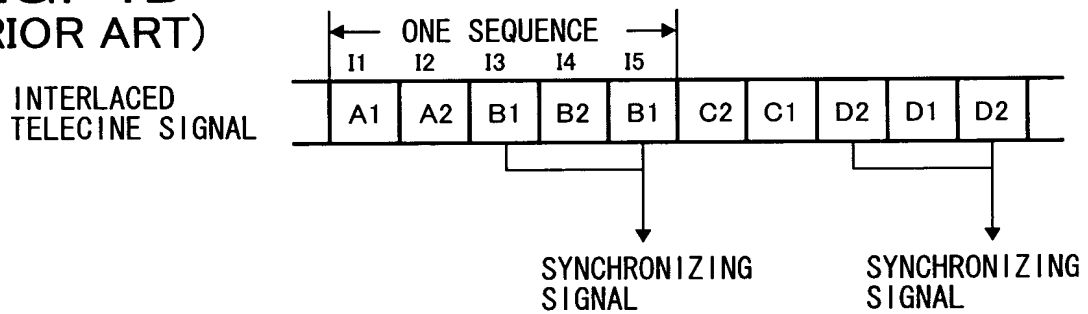 RIOR ART)
ONE SEQUENCE
I1 I2 I3 I4 I5
INTERLACED
TELECINE SIGNAL
A1 A2 B1 B2 B1 C2 C1 D2 D1 D2
SYNCHRONIZING
SIGNAL
SYNCHRONIZING
SIGNAL